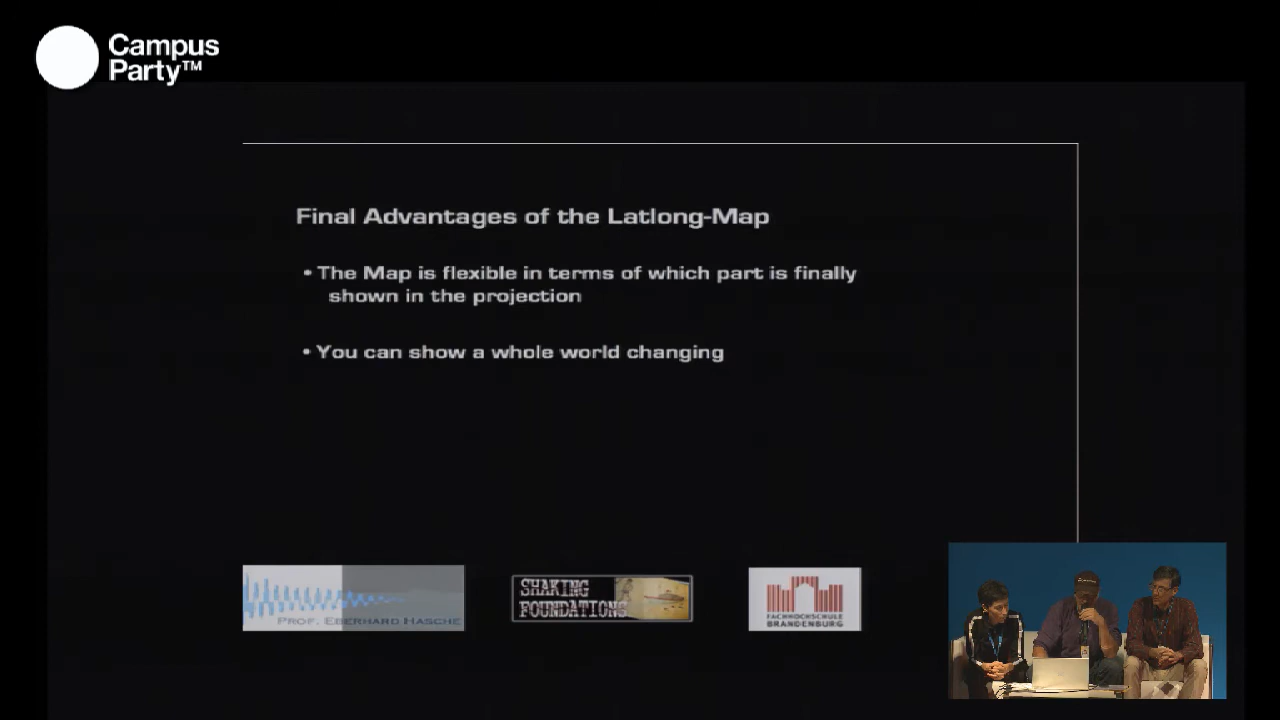 Campus
Party™
Final Advantages of the Latlong-Map
• The Map is flexible in terms of which part is finally
shown in the projection
• You can show a whole world changing
PROF. EBERHARD HASCHE
SHAKING
FOUNDATIONS
FACHHOCHSCHULE
BRANDENBURG